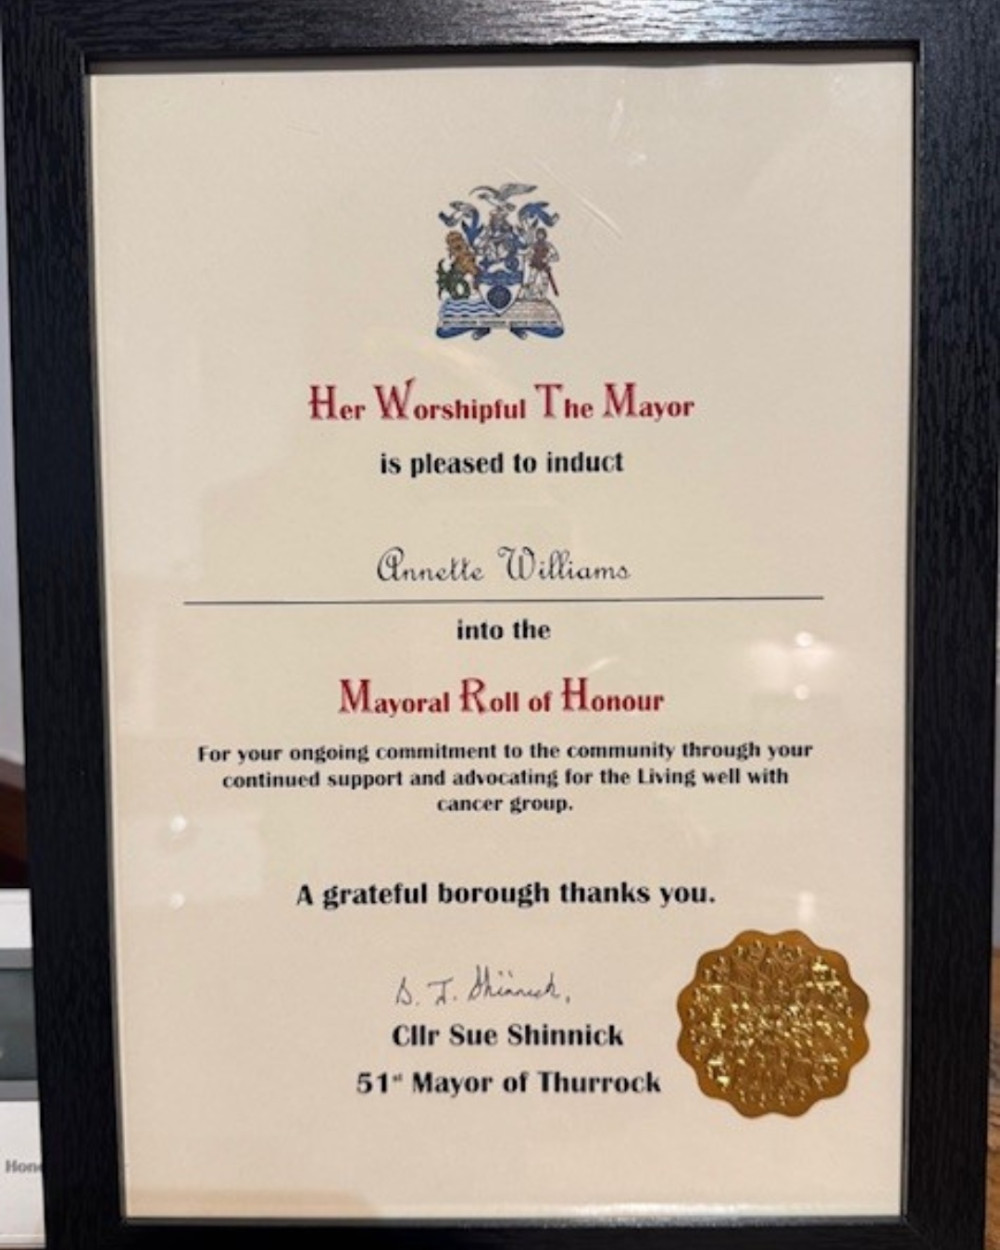 Her Worshipful The Mayor
is pleased to induct
Annette Williams
into the
Mayoral Roll of Honour
For your ongoing commitment to the community through your
continued support and advocating for the Living well with
cancer group.
A grateful borough thanks you.
S. J. Shinnick.
Cllr Sue Shinnick
51st Mayor of Thurrock
Hon